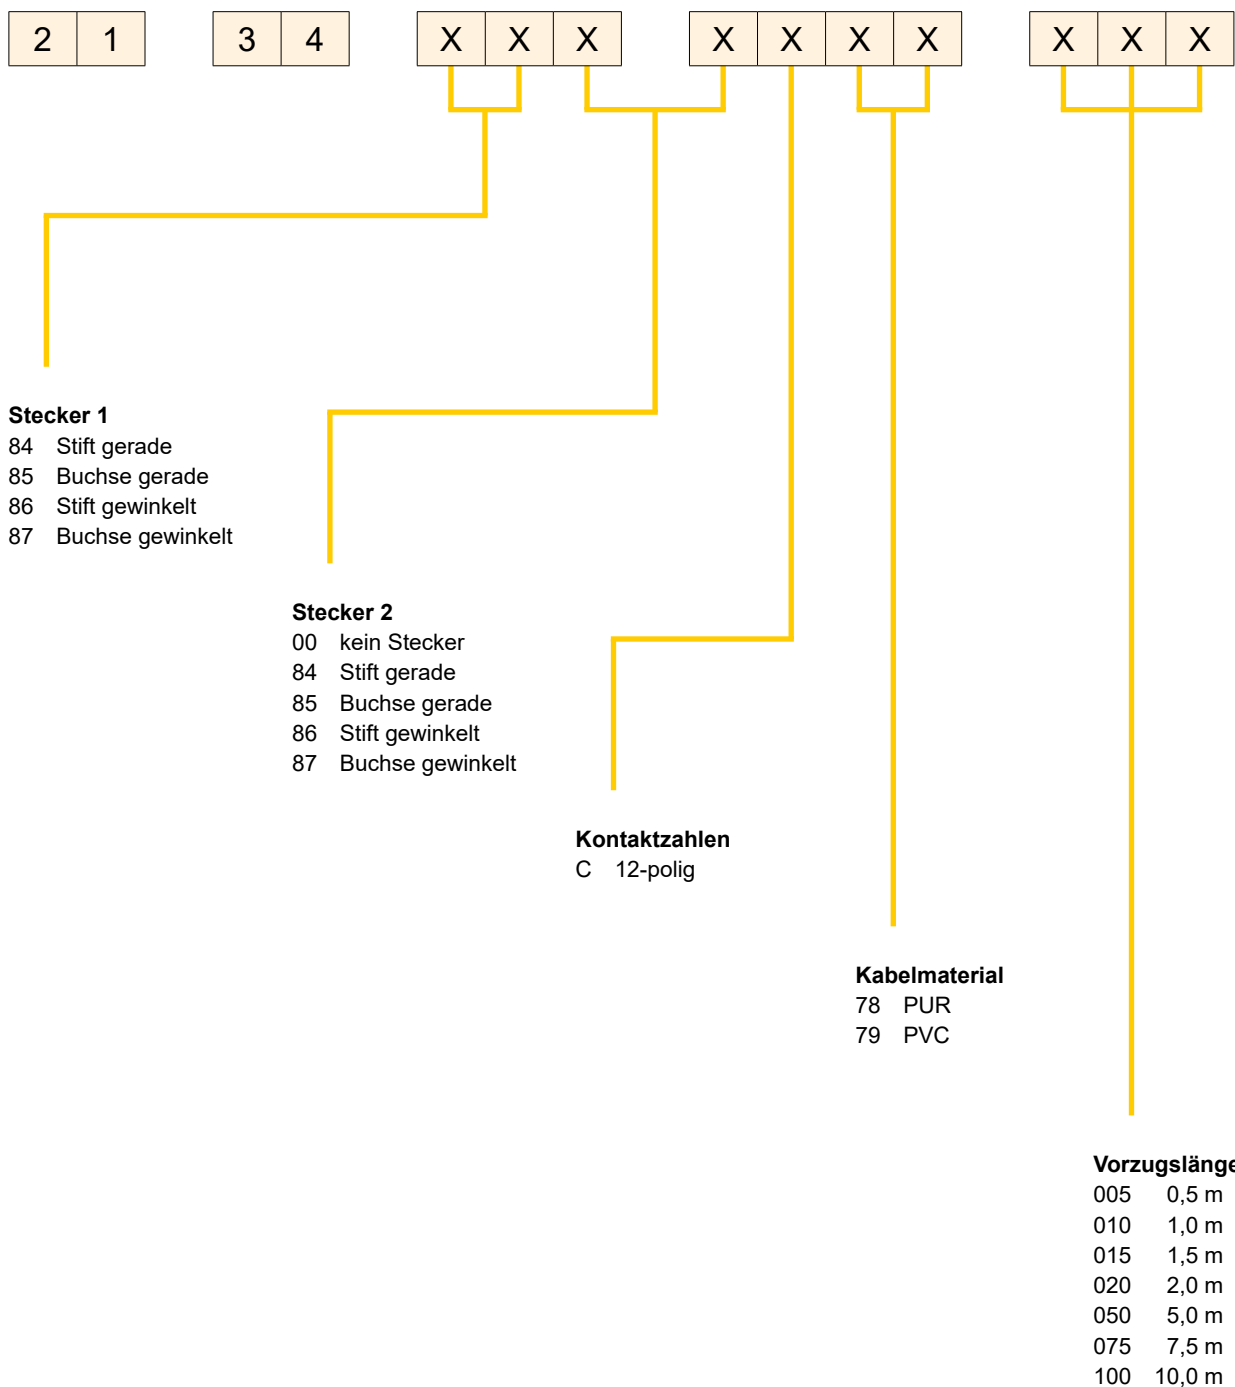 2 1 3 4 X X X X X X X X X X
Stecker 1
84 Stift gerade
85 Buchse gerade
86 Stift gewinkelt
87 Buchse gewinkelt
Stecker 2
00 kein Stecker
84 Stift gerade
85 Buchse gerade
86 Stift gewinkelt
87 Buchse gewinkelt
Kontaktzahlen
C 12-polig
Kabelmaterial
78 PUR
79 PVC
Vorzugslänge
005 0,5 m
010 1,0 m
015 1,5 m
020 2,0 m
050 5,0 m
075 7,5 m
100 10,0 m